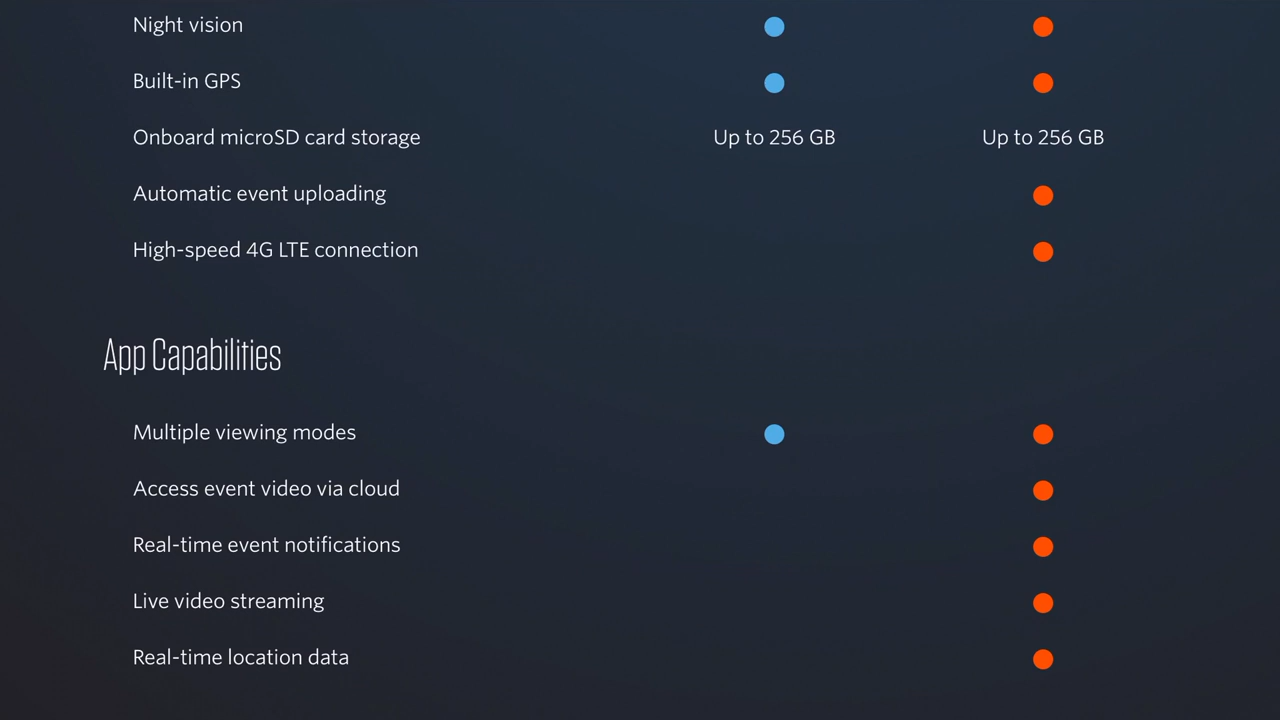 Night vision
Built-in GPS
Onboard microSD card storage Up to 256 GB Up to 256 GB
Automatic event uploading
High-speed 4G LTE connection
App Capabilities
Multiple viewing modes
Access event video via cloud
Real-time event notifications
Live video streaming
Real-time location data